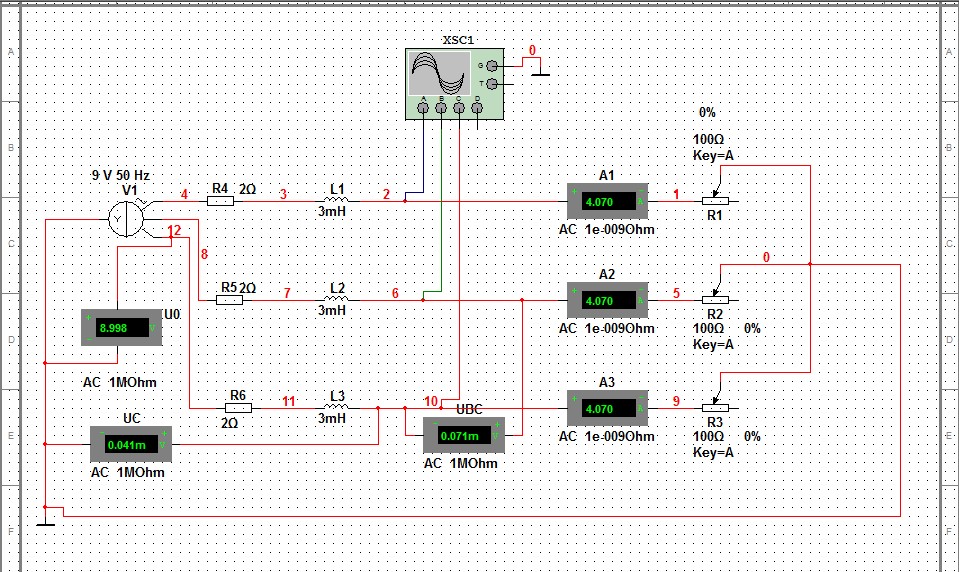 XSC1
0
G
T
A B C D
A
A
0%
B
B
100Ω
Key=A
9 V 50 Hz
V1
Y
4
R4 2Ω
3
L1
3mH
2
A1
+ -
4.070 A
AC 1e-009Ohm
1
R1
12
C
C
8
0
R5 2Ω
7
L2
3mH
6
A2
+ -
4.070 A
AC 1e-009Ohm
5
R2
100Ω 0%
Key=A
U0
+
8.998 V
-
AC 1MOhm
D
D
R6
2Ω
11
L3
3mH
10
A3
+ -
4.070 A
AC 1e-009Ohm
9
R3
100Ω 0%
Key=A
UC
- +
0.041m V
AC 1MOhm
UBC
- +
0.071m V
AC 1MOhm
E
E
F
F